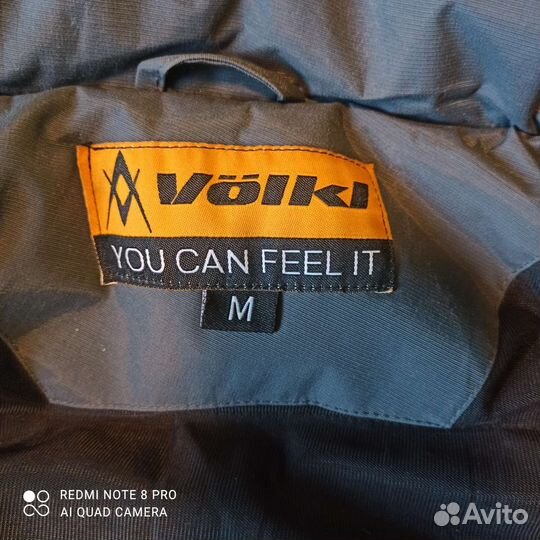 Völkl
YOU CAN FEEL IT
M
REDMI NOTE 8 PRO
AI QUAD CAMERA
Avito